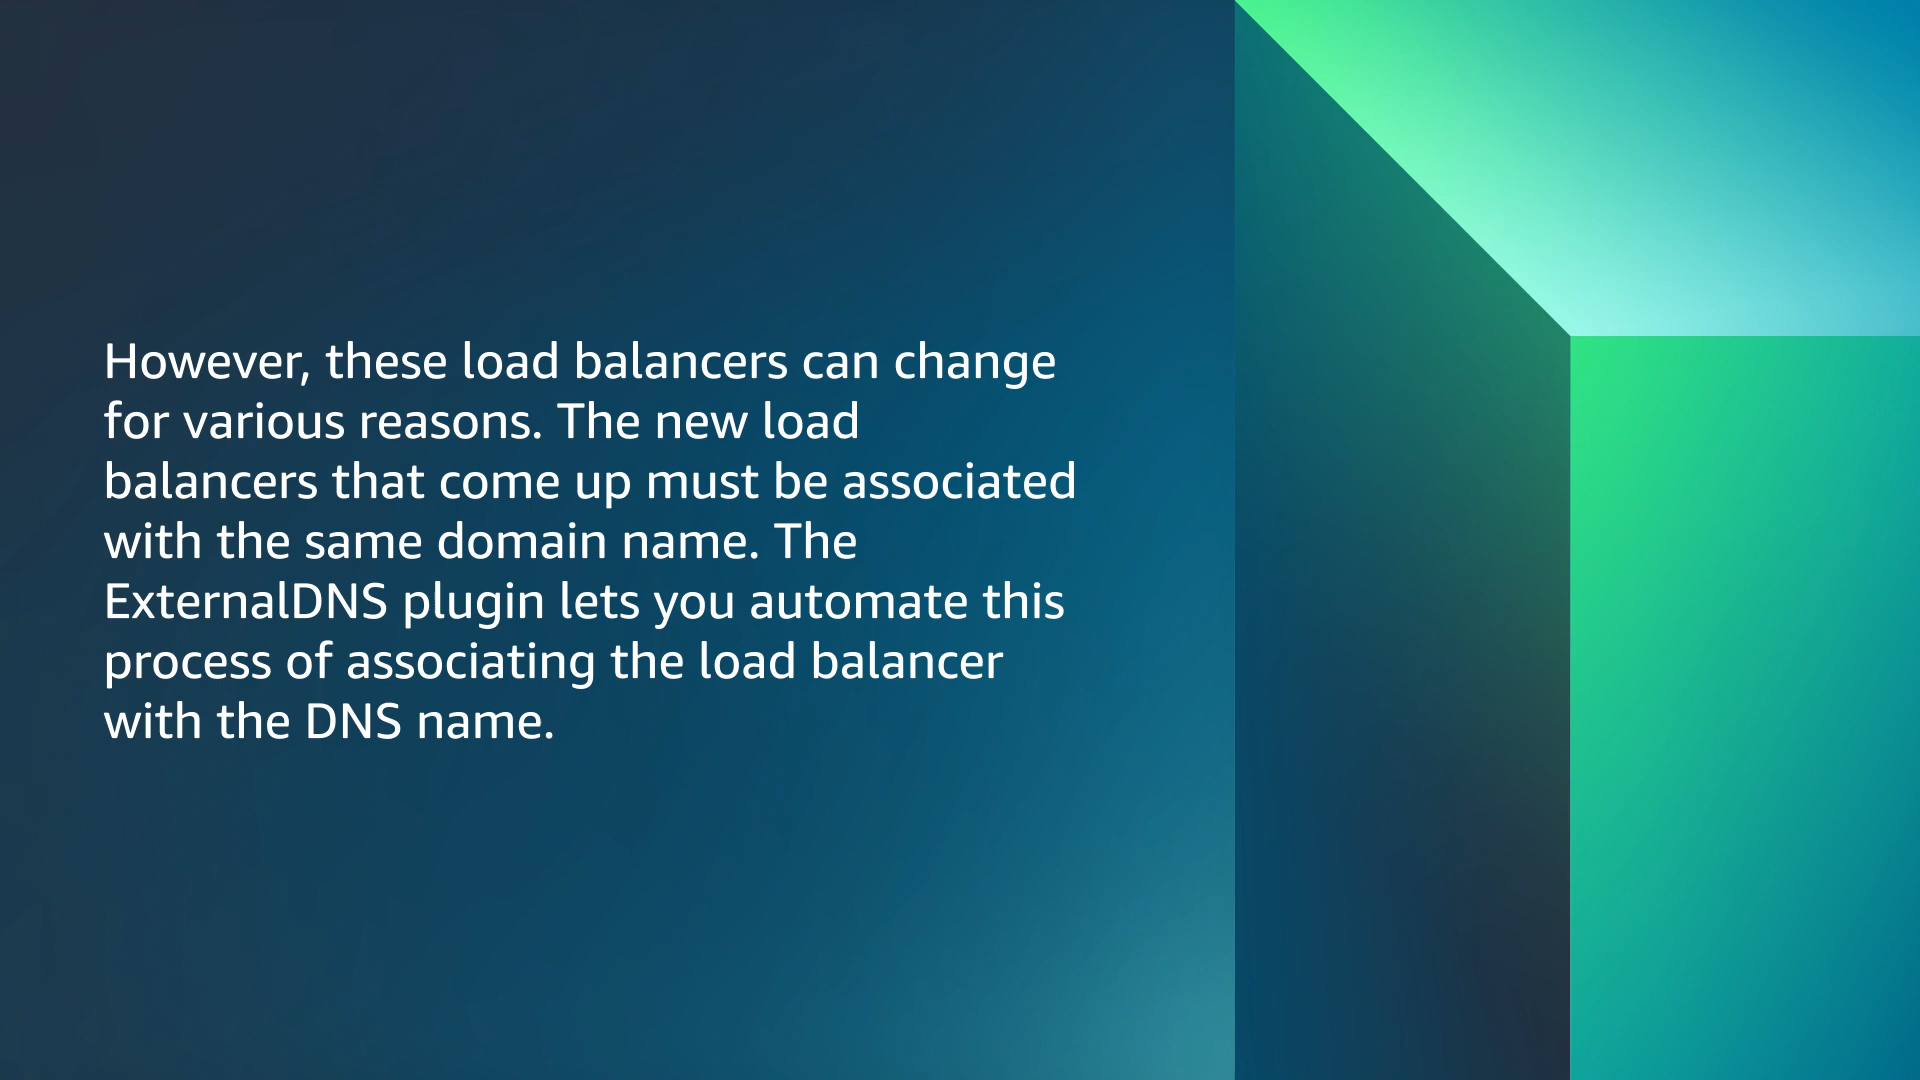 However, these load balancers can change
for various reasons. The new load
balancers that come up must be associated
with the same domain name. The
ExternalDNS plugin lets you automate this
process of associating the load balancer
with the DNS name.